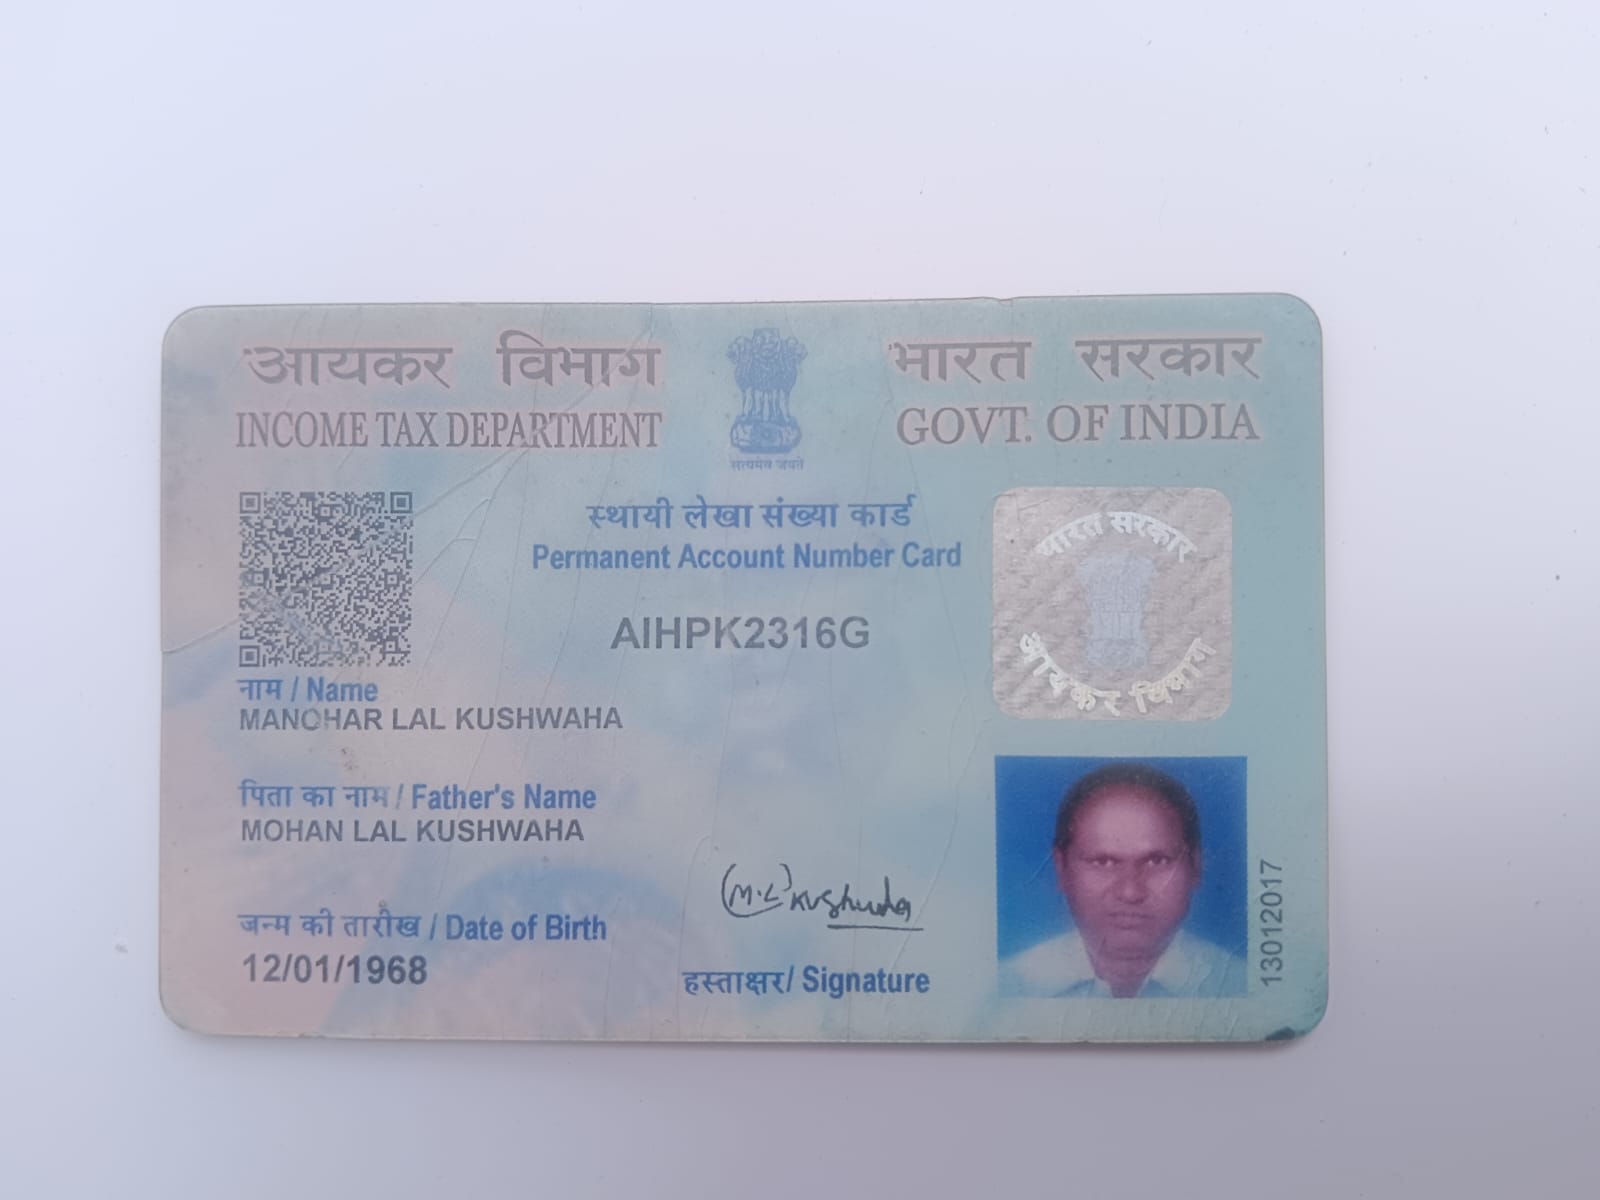 आयकर विभाग
INCOME TAX DEPARTMENT
सत्यमेव जयते
भारत सरकार
GOVT. OF INDIA
स्थायी लेखा संख्या कार्ड
Permanent Account Number Card
AIHPK2316G
भारत सरकार
आयकर विभाग
नाम / Name
MANOHAR LAL KUSHWAHA
पिता का नाम / Father's Name
MOHAN LAL KUSHWAHA
जन्म की तारीख / Date of Birth
12/01/1968
(M.L) Kushwaha
हस्ताक्षर/ Signature
13012017